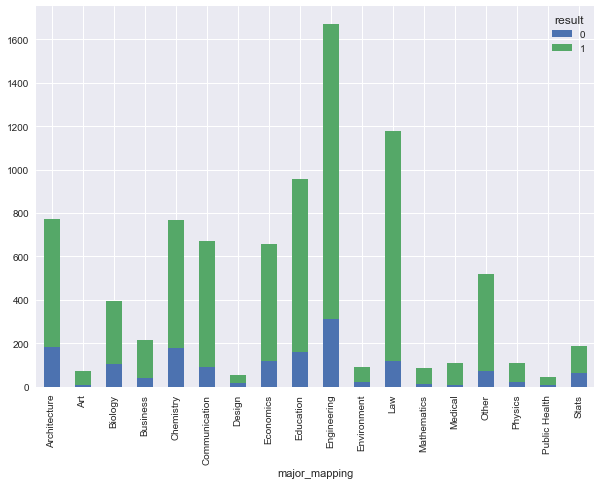 result
0
1
1600
1400
1200
1000
800
600
400
200
0
Architecture
Art
Biology
Business
Chemistry
Communication
Design
Economics
Education
Engineering
Environment
Law
Mathematics
Medical
Other
Physics
Public Health
Stats
major_mapping